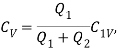 C_V = \frac{Q_1}{Q_1 + Q_2} C_{1V},